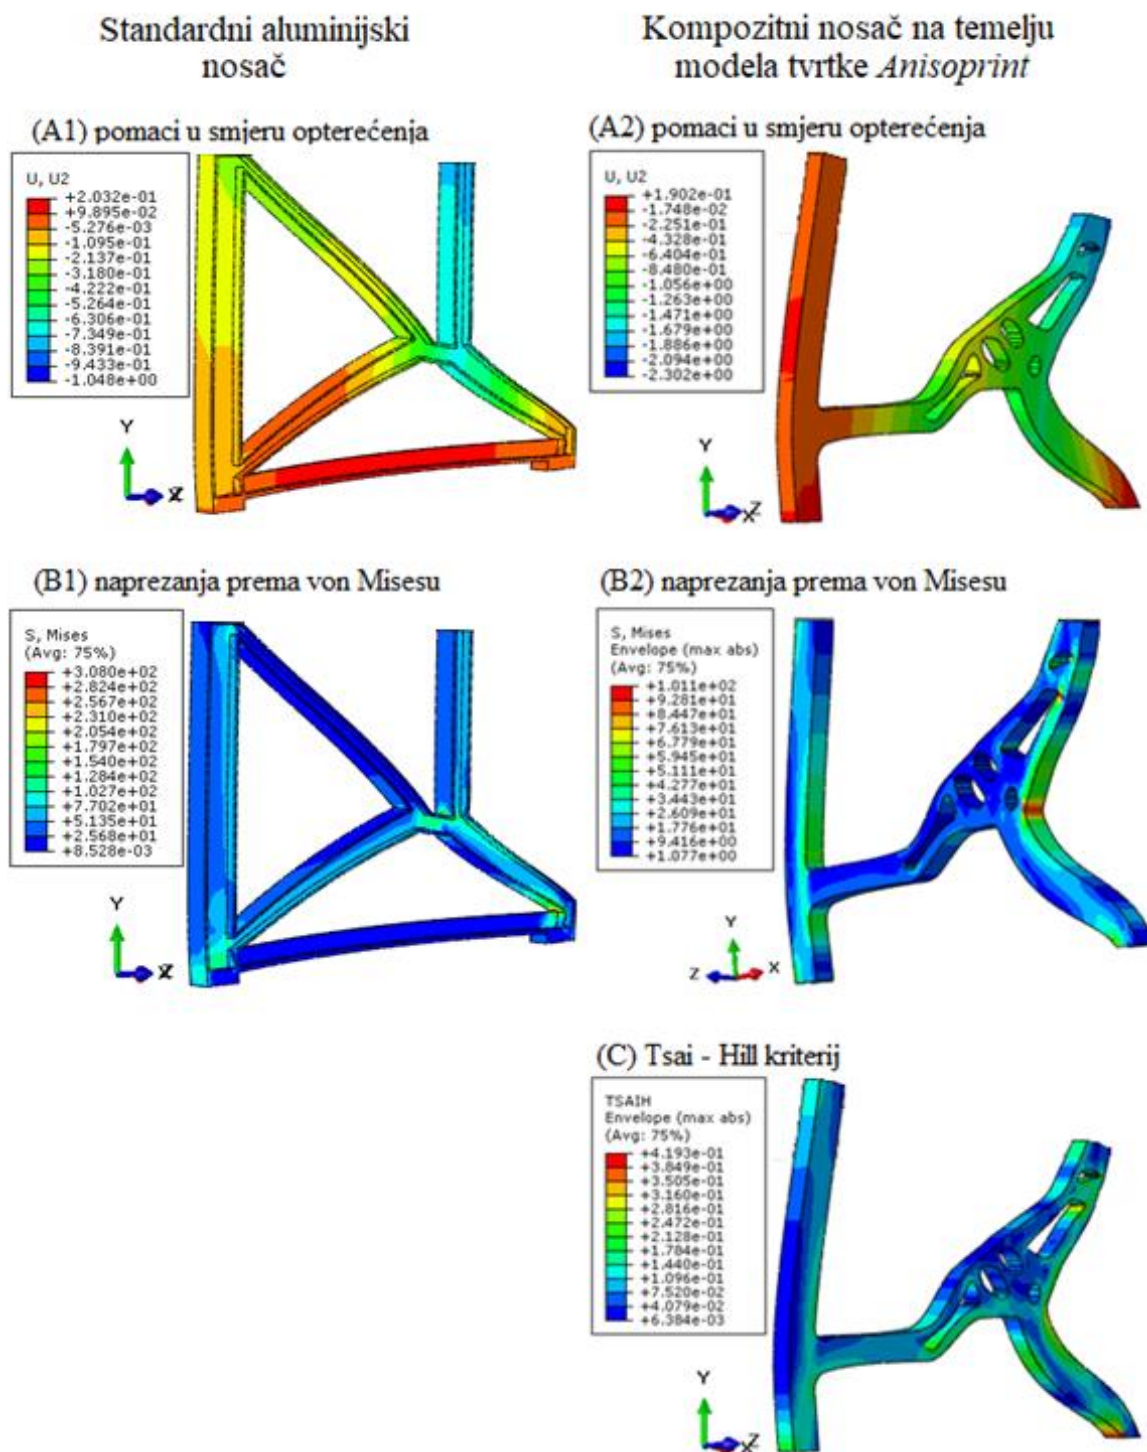 Standardni aluminijski
nosač
Kompozitni nosač na temelju
modela tvrtke Anisoprint
(A1) pomaci u smjeru opterećenja
U, U2
+2.032e-01
+9.895e-02
-5.276e-03
-1.095e-01
-2.137e-01
-3.180e-01
-4.222e-01
-5.264e-01
-6.306e-01
-7.349e-01
-8.391e-01
-9.433e-01
-1.048e+00
Y
X
Z
(A2) pomaci u smjeru opterećenja
U, U2
+1.902e-01
-1.748e-02
-2.251e-01
-4.328e-01
-6.404e-01
-8.480e-01
-1.056e+00
-1.263e+00
-1.471e+00
-1.679e+00
-1.886e+00
-2.094e+00
-2.302e+00
Y
Z
X
(B1) naprezanja prema von Misesu
S, Mises
(Avg: 75%)
+3.080e+02
+2.824e+02
+2.567e+02
+2.310e+02
+2.054e+02
+1.797e+02
+1.540e+02
+1.284e+02
+1.027e+02
+7.702e+01
+5.135e+01
+2.568e+01
+8.528e-03
Y
X
Z
(B2) naprezanja prema von Misesu
S, Mises
Envelope (max abs)
(Avg: 75%)
+1.011e+02
+9.281e+01
+8.447e+01
+7.613e+01
+6.779e+01
+5.945e+01
+5.111e+01
+4.277e+01
+3.443e+01
+2.609e+01
+1.776e+01
+9.416e+00
+1.077e+00
Y
Z
X
(C) Tsai - Hill kriterij
TSAIH
Envelope (max abs)
(Avg: 75%)
+4.193e-01
+3.849e-01
+3.505e-01
+3.160e-01
+2.816e-01
+2.472e-01
+2.128e-01
+1.784e-01
+1.440e-01
+1.096e-01
+7.520e-02
+4.079e-02
+6.384e-03
Y
Z
X